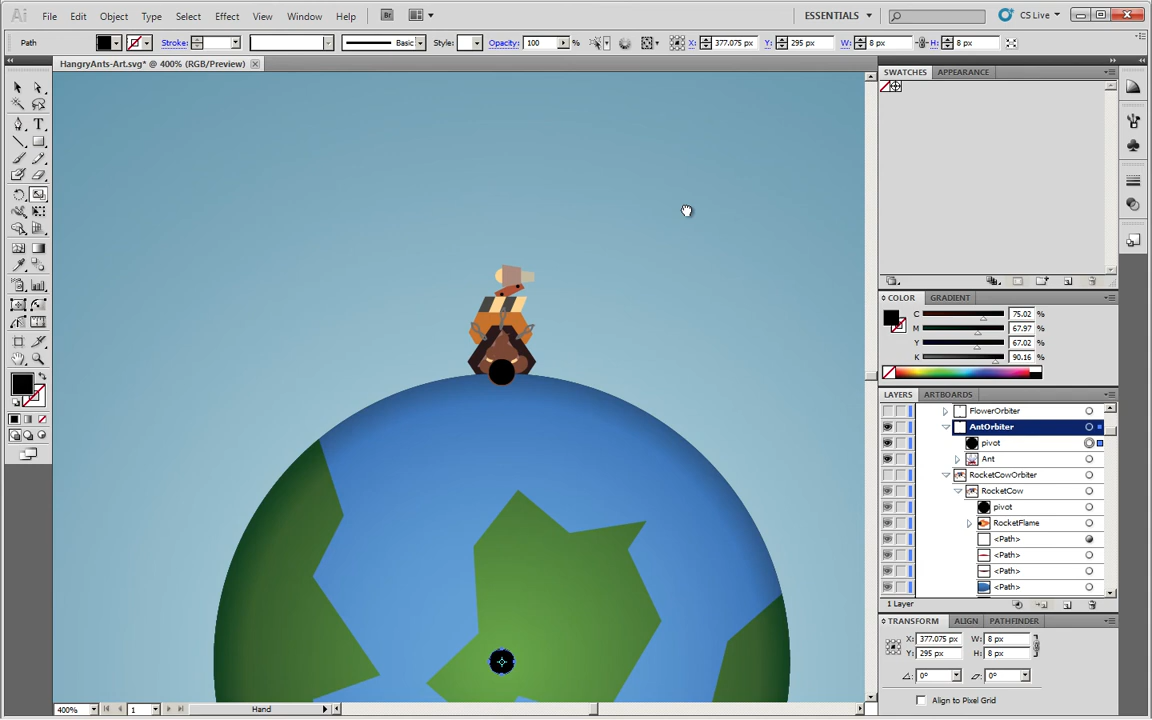 Ai File Edit Object Type Select Effect View Window Help Br ESSENTIALS CS Live
Path Stroke: Basic Style: Opacity: 100 % X: 377.075 px Y: 295 px W: 8 px H: 8 px
HangryAnts-Art.svg* @ 400% (RGB/Preview)
SWATCHES APPEARANCE
COLOR GRADIENT
C 75.02 %
M 67.97 %
Y 67.02 %
K 90.16 %
LAYERS ARTBOARDS
FlowerOrbiter
AntOrbiter
pivot
Ant
RocketCowOrbiter
RocketCow
pivot
RocketFlame
<Path>
<Path>
<Path>
<Path>
1 Layer
TRANSFORM ALIGN PATHFINDER
X: 377.075 px W: 8 px
Y: 295 px H: 8 px
0° 0°
Align to Pixel Grid
400% 1 Hand